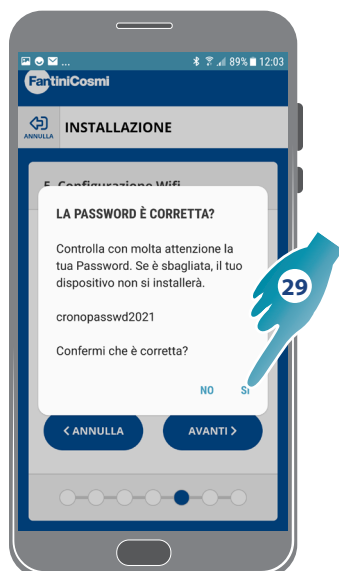 ... 89% 12:03
FantiniCosmi
ANNULLA INSTALLAZIONE
5. Configurazione Wifi
LA PASSWORD È CORRETTA?
Controlla con molta attenzione la
tua Password. Se è sbagliata, il tuo
dispositivo non si installerà.
cronopasswd2021
Confermi che è corretta?
29
NO SI
< ANNULLA AVANTI >